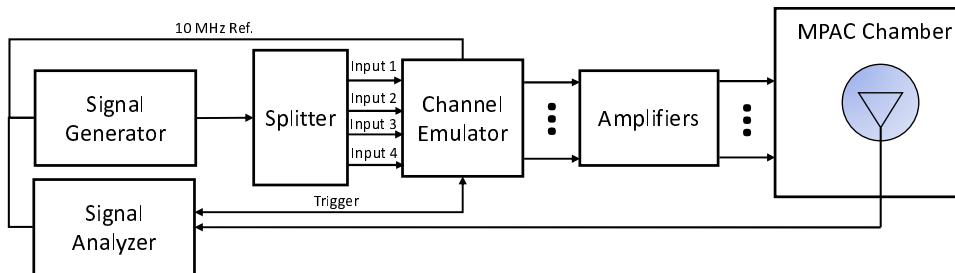 10 MHz Ref.
MPAC Chamber
Signal
Generator
Splitter
Input 1
Input 2
Input 3
Input 4
Channel
Emulator
Amplifiers
Trigger
Signal
Analyzer